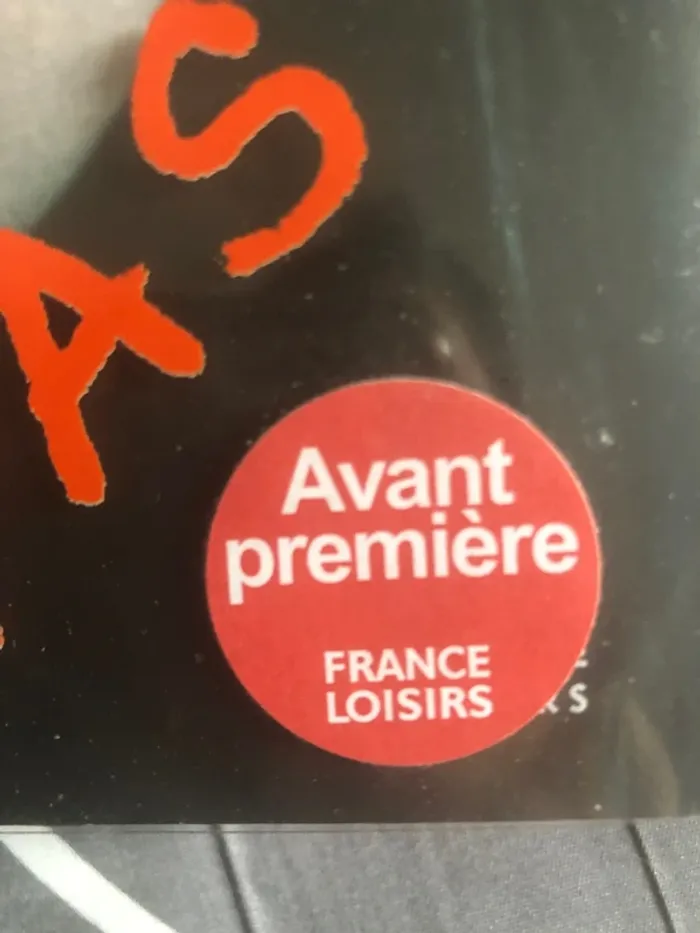 AS
Avant
première
FRANCE
LOISIRS
S